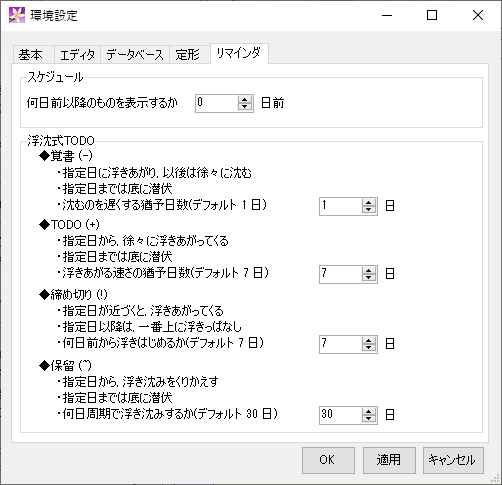 環境設定
基本 エディタ データベース 定形 リマインダ
スケジュール
何日前以降のものを表示するか 0 日前
浮沈式TODO
◆覚書 (-)
・指定日に浮きあがり, 以後は徐々に沈む
・指定日までは底に潜伏
・沈むのを遅くする猶予日数(デフォルト 1 日) 1 日
◆TODO (+)
・指定日から, 徐々に浮きあがってくる
・指定日までは底に潜伏
・浮きあがる速さの猶予日数(デフォルト 7 日) 7 日
◆締め切り (!)
・指定日が近づくと, 浮きあがってくる
・指定日以降は, 一番上に浮きっぱなし
・何日前から浮きはじめるか(デフォルト 7 日) 7 日
◆保留 (~)
・指定日から, 浮き沈みをくりかえす
・指定日までは底に潜伏
・何日周期で浮き沈みするか(デフォルト 30 日) 30 日
OK 適用 キャンセル